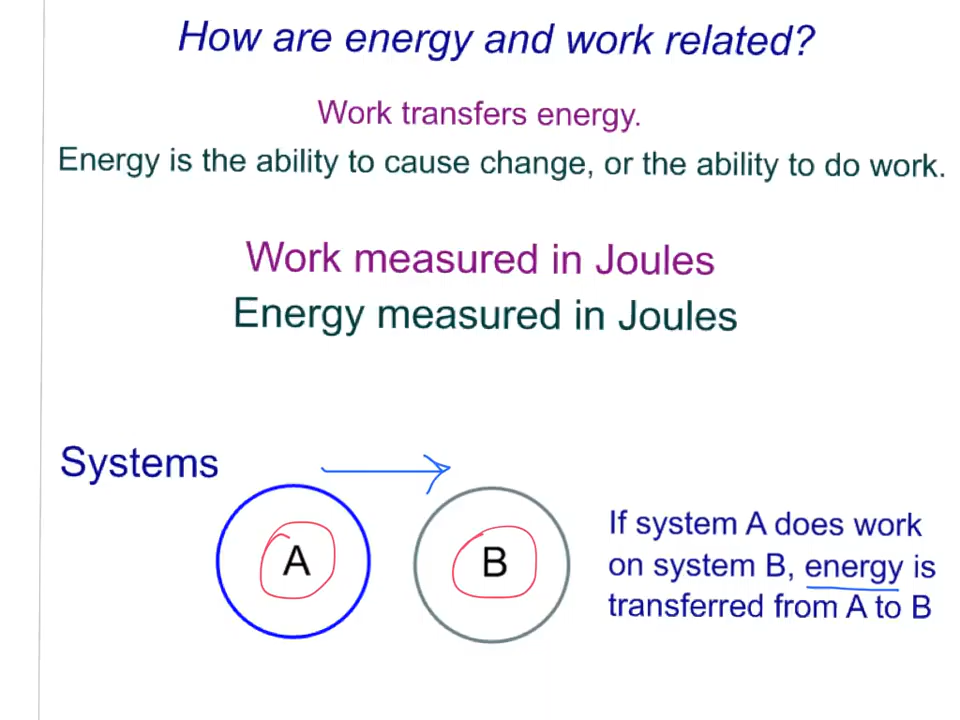 How are energy and work related?
Work transfers energy.
Energy is the ability to cause change, or the ability to do work.
Work measured in Joules
Energy measured in Joules
Systems
A
B
If system A does work
on system B, energy is
transferred from A to B